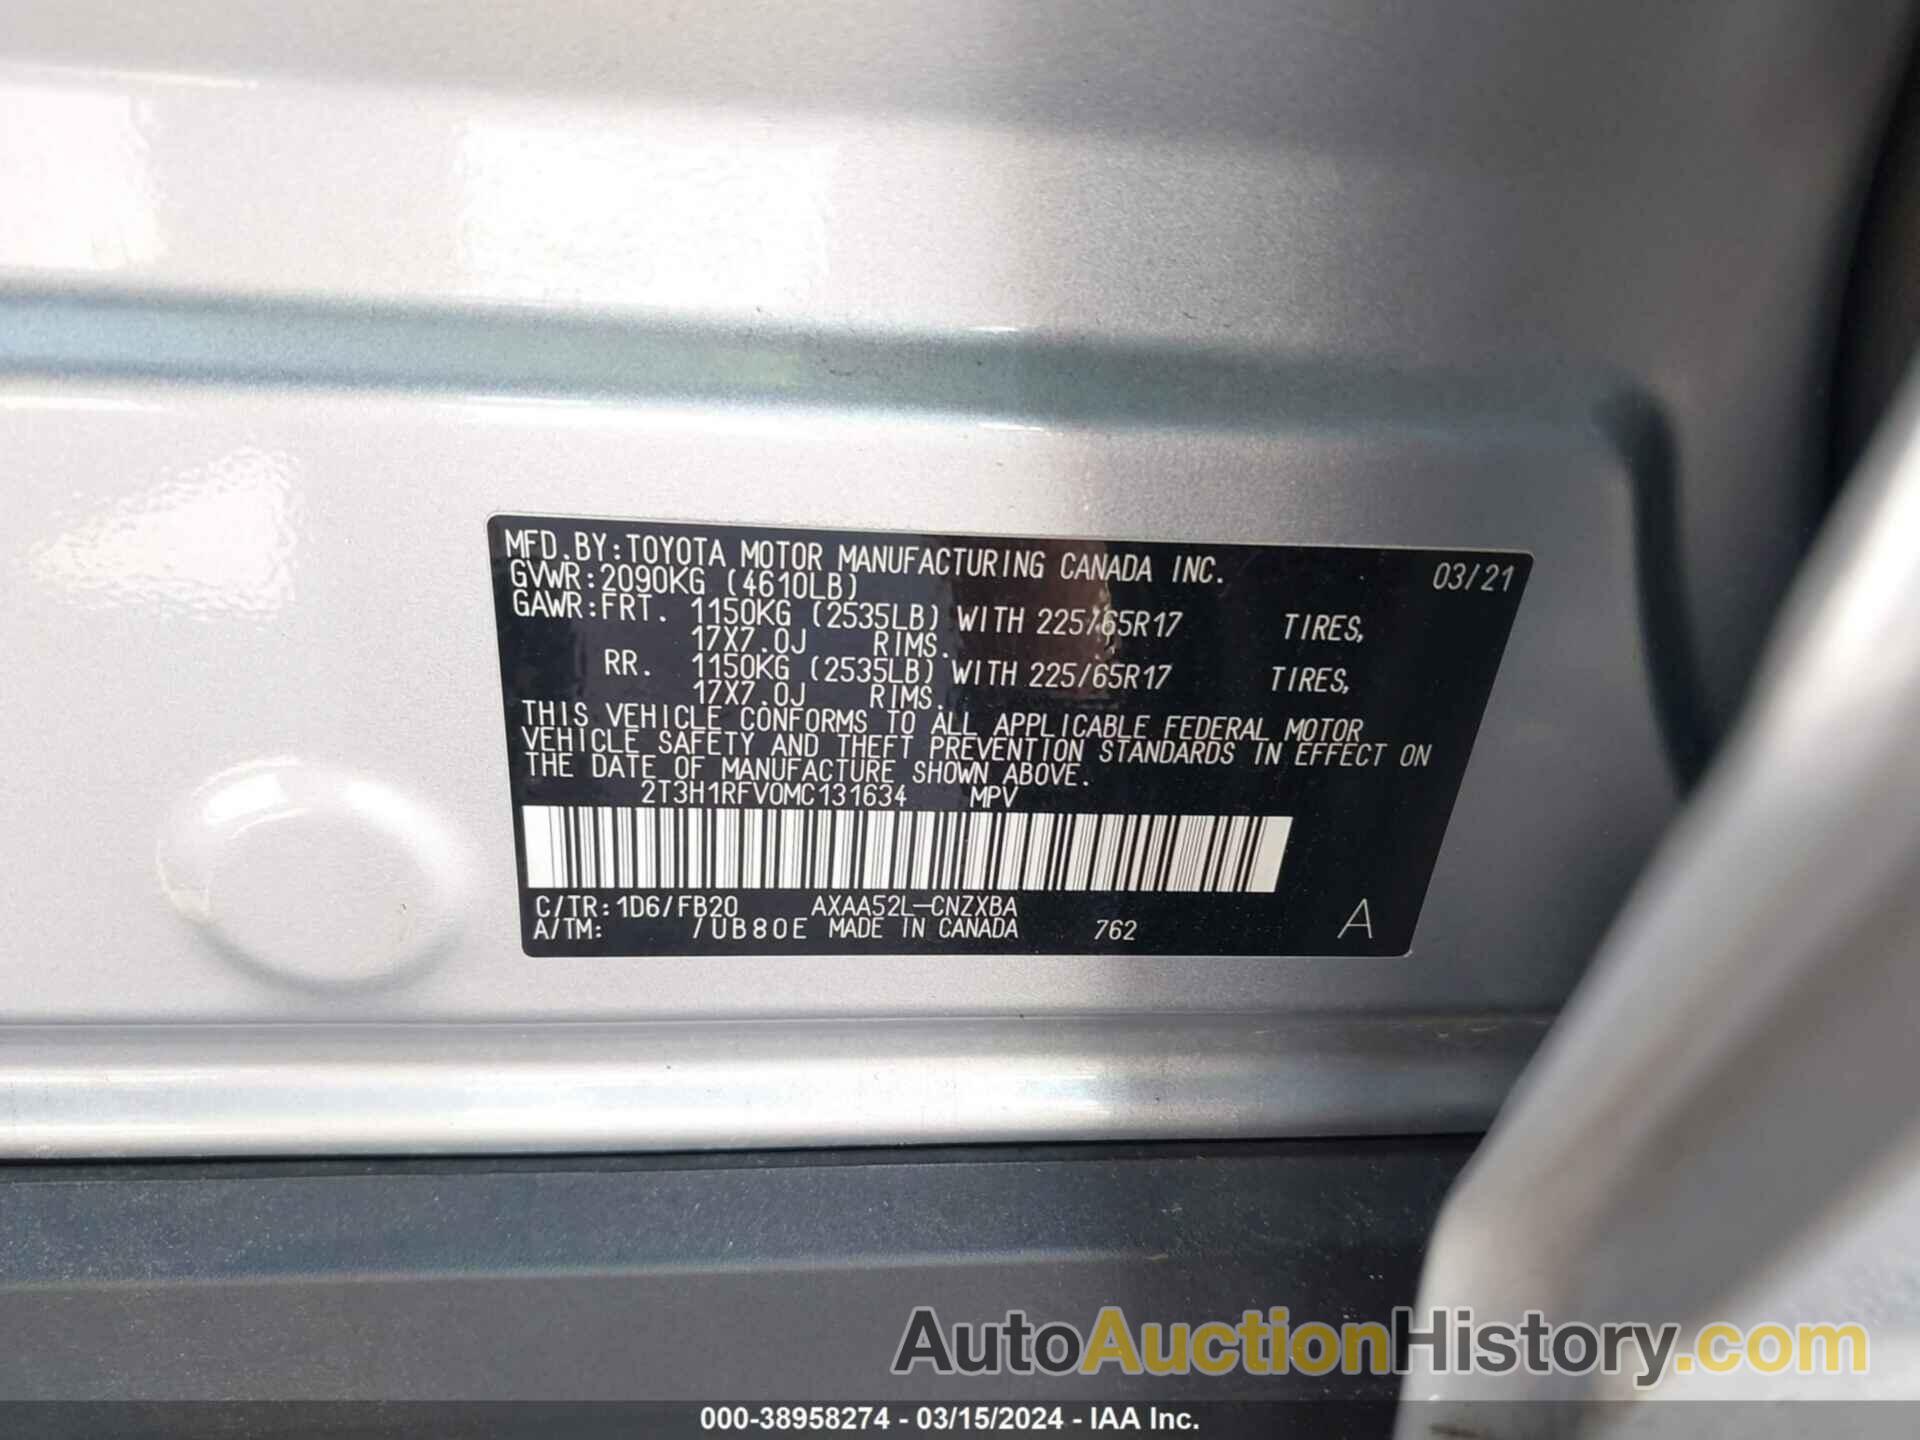 MFD.BY:TOYOTA MOTOR MANUFACTURING CANADA INC. 03/21
GVWR:2090KG (4610LB)
GAWR:FRT. 1150KG (2535LB) WITH 225/65R17 TIRES,
17X7.0J RIMS.
RR. 1150KG (2535LB) WITH 225/65R17 TIRES,
17X7.0J RIMS.
THIS VEHICLE CONFORMS TO ALL APPLICABLE FEDERAL MOTOR
VEHICLE SAFETY AND THEFT PREVENTION STANDARDS IN EFFECT ON
THE DATE OF MANUFACTURE SHOWN ABOVE.
2T3H1RFV0MC131634 MPV
C/TR:1D6/FB20 AXAA52L-CNZXBA
A/TM: /UB80E MADE IN CANADA 762 A
AutoAuctionHistory.com
000-38958274 - 03/15/2024 - IAA Inc.